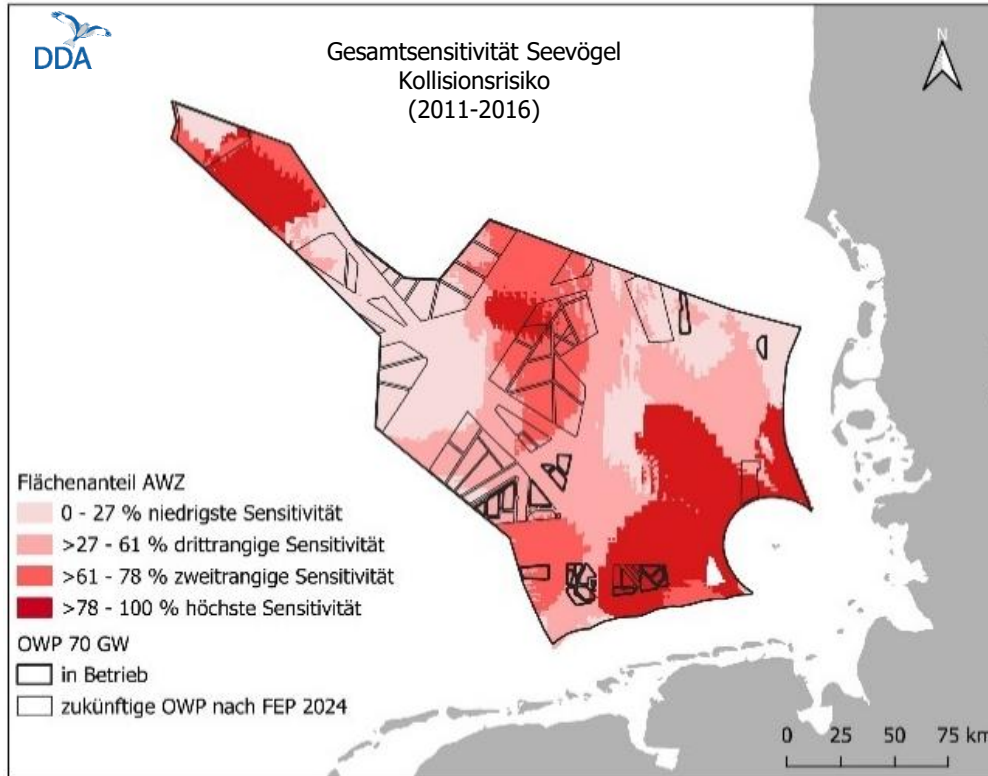 DDA
Gesamtsensitivität Seevögel
Kollisionsrisiko
(2011-2016)
N
Flächenanteil AWZ
0 - 27 % niedrigste Sensitivität
>27 - 61 % drittrangige Sensitivität
>61 - 78 % zweitrangige Sensitivität
>78 - 100 % höchste Sensitivität
OWP 70 GW
in Betrieb
zukünftige OWP nach FEP 2024
0 25 50 75 km